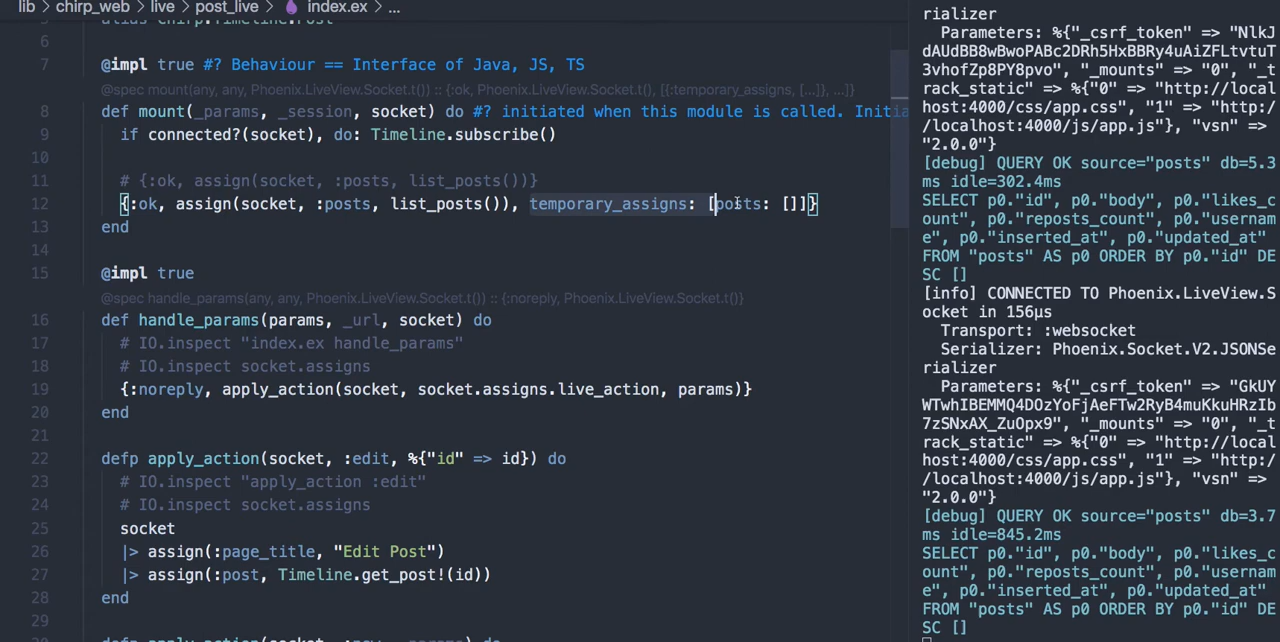 lib > chirp_web > live > post_live > index.ex > ...
6
7 @impl true #? Behaviour == Interface of Java, JS, TS
@spec mount(any, any, Phoenix.LiveView.Socket.t()) :: {:ok, Phoenix.LiveView.Socket.t(), [{:temporary_assigns, [...]}, ...]}
8 def mount(_params, _session, socket) do #? initiated when this module is called. Initia
9 if connected?(socket), do: Timeline.subscribe()
10
11 # {:ok, assign(socket, :posts, list_posts())}
12 {:ok, assign(socket, :posts, list_posts()), temporary_assigns: [posts: []]}
13 end
14
15 @impl true
@spec handle_params(any, any, Phoenix.LiveView.Socket.t()) :: {:noreply, Phoenix.LiveView.Socket.t()}
16 def handle_params(params, _url, socket) do
17 # IO.inspect "index.ex handle_params"
18 # IO.inspect socket.assigns
19 {:noreply, apply_action(socket, socket.assigns.live_action, params)}
20 end
21
22 defp apply_action(socket, :edit, %{"id" => id}) do
23 # IO.inspect "apply_action :edit"
24 # IO.inspect socket.assigns
25 socket
26 |> assign(:page_title, "Edit Post")
27 |> assign(:post, Timeline.get_post!(id))
28 end
29
rializer
Parameters: %{"_csrf_token" => "NlkJ
dAUdBB8wBwoPABc2DRh5HxBBRy4uAiZFLtvtuT
3vhofZp8PY8pvo", "_mounts" => "0", "_t
rack_static" => %{"0" => "http://local
host:4000/css/app.css", "1" => "http:/
/localhost:4000/js/app.js"}, "vsn" =>
"2.0.0"}
[debug] QUERY OK source="posts" db=5.3
ms idle=302.4ms
SELECT p0."id", p0."body", p0."likes_c
ount", p0."reposts_count", p0."usernam
e", p0."inserted_at", p0."updated_at"
FROM "posts" AS p0 ORDER BY p0."id" DE
SC []
[info] CONNECTED TO Phoenix.LiveView.S
ocket in 156µs
Transport: :websocket
Serializer: Phoenix.Socket.V2.JSONSe
rializer
Parameters: %{"_csrf_token" => "GkUY
WTwhIBEMMQ4DOzYoFjAeFTw2RyB4muKkuHRzIb
7zSNxAX_ZuOpx9", "_mounts" => "0", "_t
rack_static" => %{"0" => "http://local
host:4000/css/app.css", "1" => "http:/
/localhost:4000/js/app.js"}, "vsn" =>
"2.0.0"}
[debug] QUERY OK source="posts" db=3.7
ms idle=845.2ms
SELECT p0."id", p0."body", p0."likes_c
ount", p0."reposts_count", p0."usernam
e", p0."inserted_at", p0."updated_at"
FROM "posts" AS p0 ORDER BY p0."id" DE
SC []